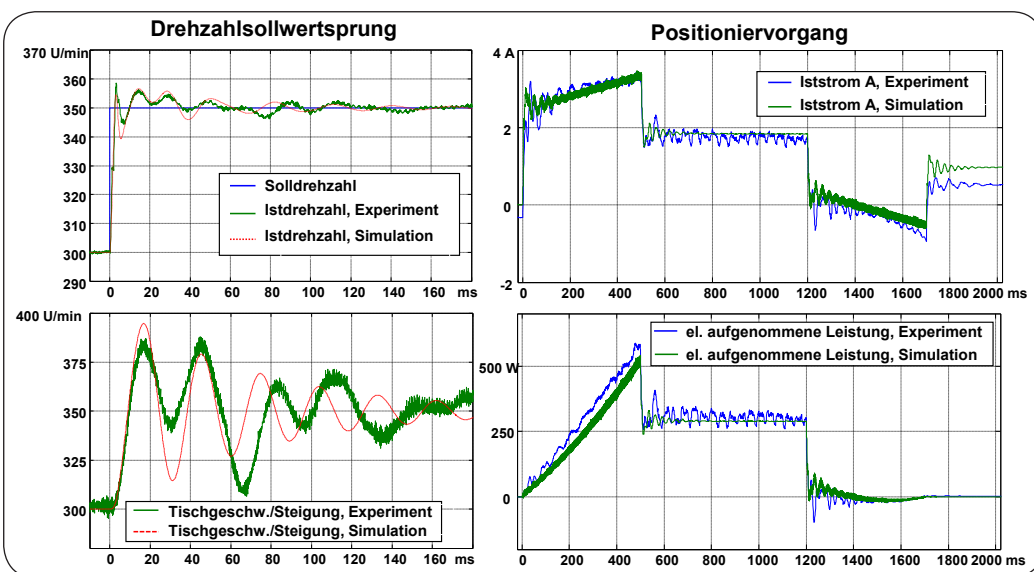 Drehzahlsollwertsprung
370 U/min
360
350
340
330
320
310
300
290
0 20 40 60 80 100 120 140 160 ms
Solldrehzahl
Istdrehzahl, Experiment
Istdrehzahl, Simulation
Positioniervorgang
4 A
2
0
-2
0 200 400 600 800 1000 1200 1400 1600 1800 2000 ms
Iststrom A, Experiment
Iststrom A, Simulation
400 U/min
375
350
325
300
0 20 40 60 80 100 120 140 160 ms
Tischgeschw./Steigung, Experiment
Tischgeschw./Steigung, Simulation
500 W
250
0
0 200 400 600 800 1000 1200 1400 1600 1800 2000 ms
el. aufgenommene Leistung, Experiment
el. aufgenommene Leistung, Simulation